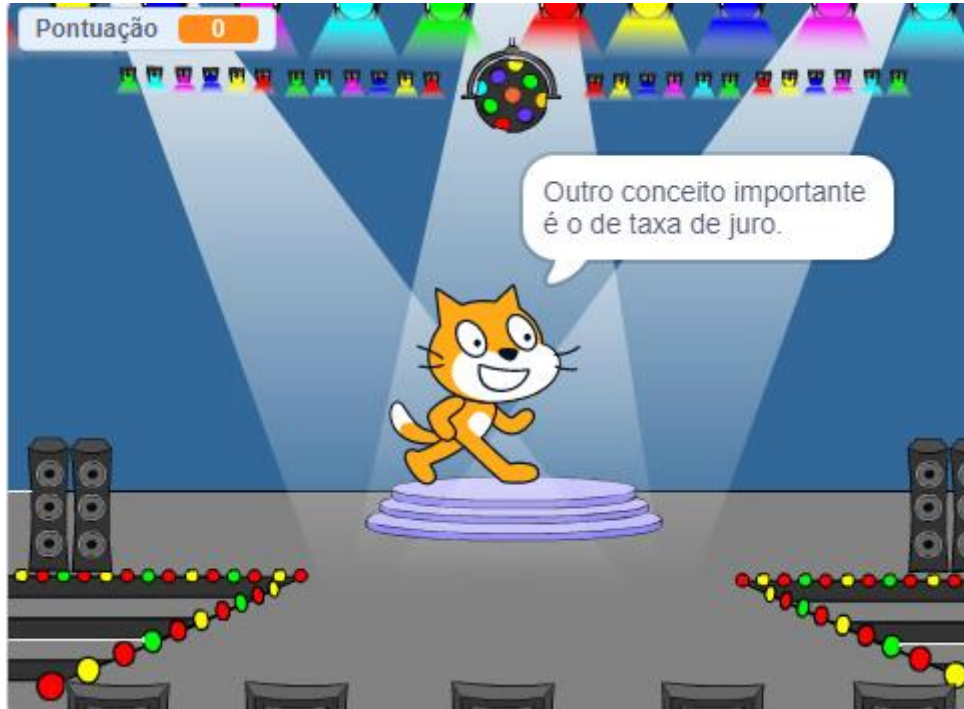 Pontuação 0
Outro conceito importante
é o de taxa de juro.